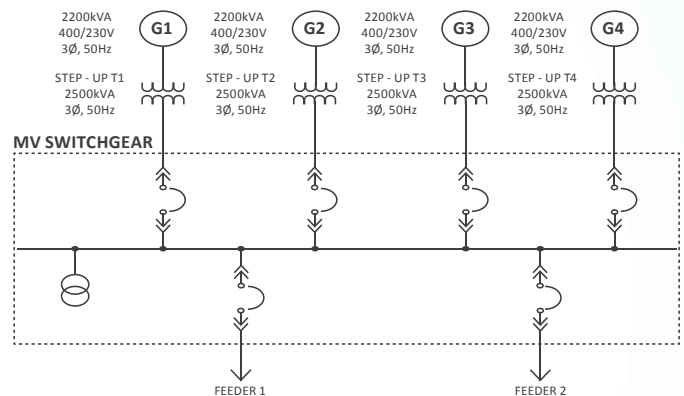 2200kVA
400/230V
3Ø, 50Hz
G1
2200kVA
400/230V
3Ø, 50Hz
G2
2200kVA
400/230V
3Ø, 50Hz
G3
2200kVA
400/230V
3Ø, 50Hz
G4
STEP - UP T1
2500kVA
3Ø, 50Hz
STEP - UP T2
2500kVA
3Ø, 50Hz
STEP - UP T3
2500kVA
3Ø, 50Hz
STEP - UP T4
2500kVA
3Ø, 50Hz
MV SWITCHGEAR
FEEDER 1
FEEDER 2